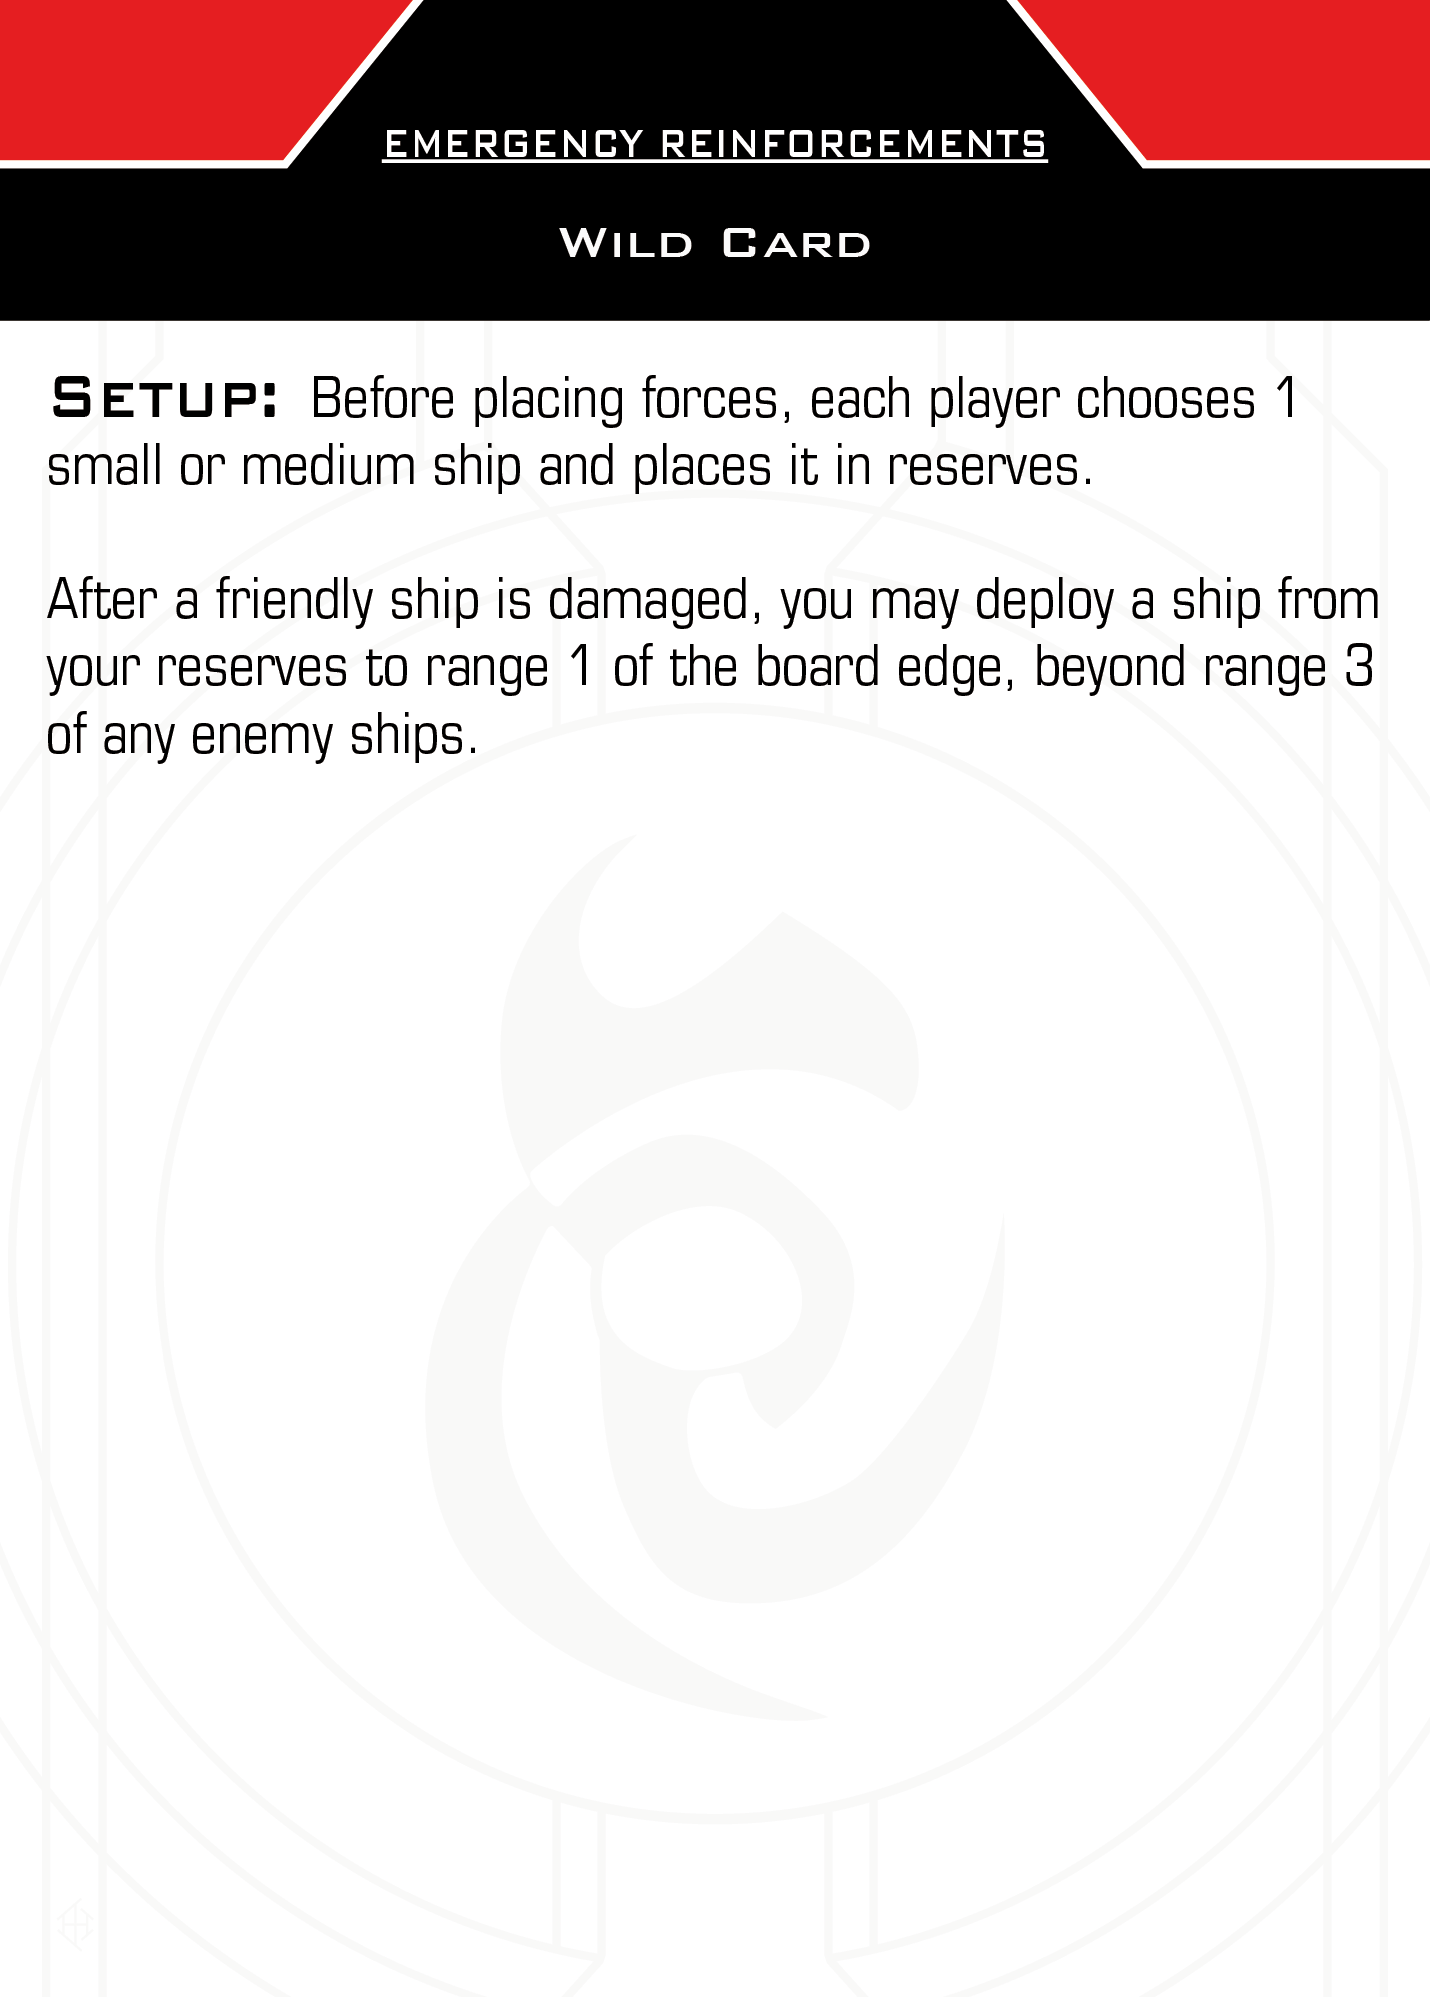 EMERGENCY REINFORCEMENTS
Wild Card
Setup: Before placing forces, each player chooses 1
small or medium ship and places it in reserves.
After a friendly ship is damaged, you may deploy a ship from
your reserves to range 1 of the board edge, beyond range 3
of any enemy ships.